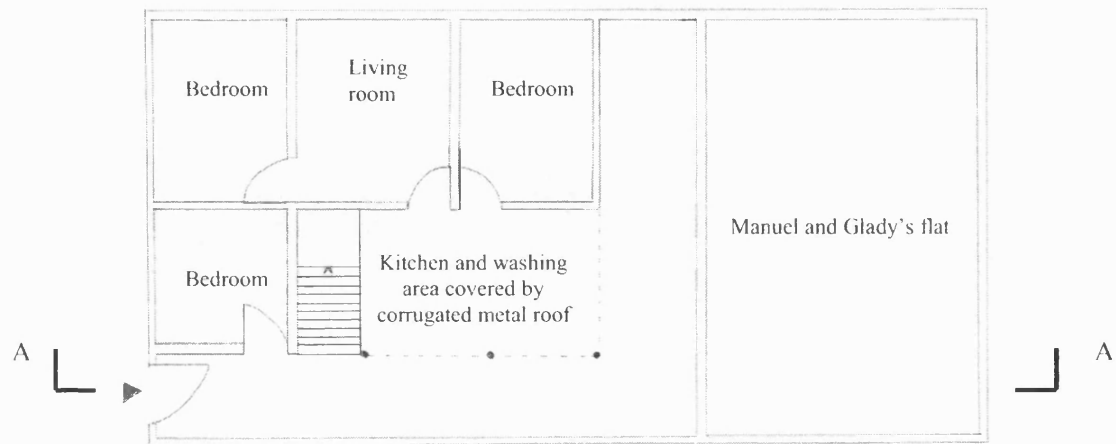 Bedroom
Living
room
Bedroom
Manuel and Glady's flat
Bedroom
Kitchen and washing
area covered by
corrugated metal roof
A
A